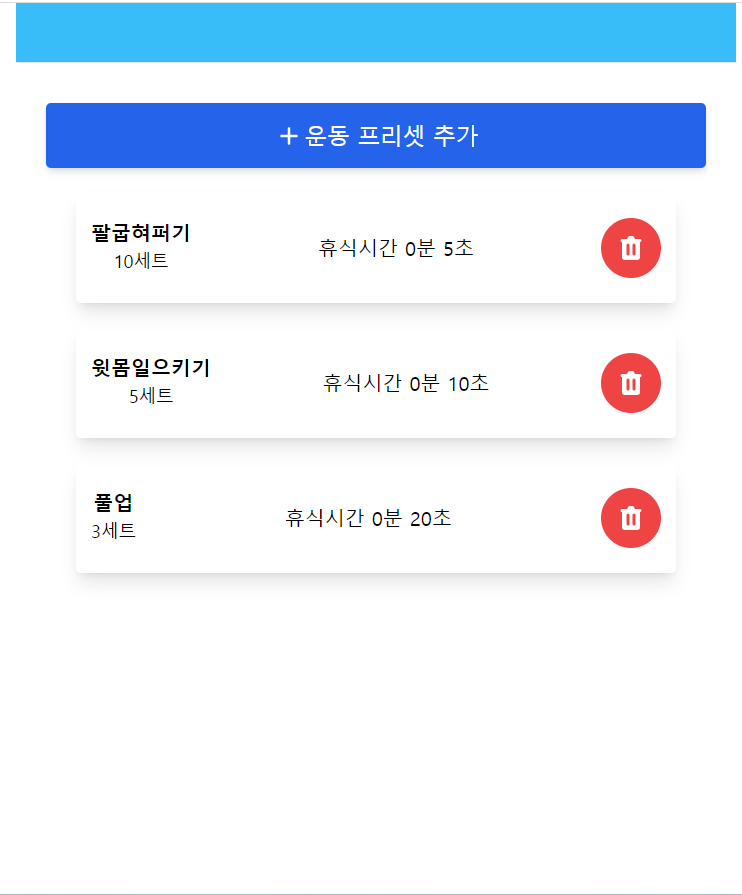 + 운동 프리셋 추가
팔굽혀퍼기
10세트
휴식시간 0분 5초
윗몸일으키기
5세트
휴식시간 0분 10초
풀업
3세트
휴식시간 0분 20초